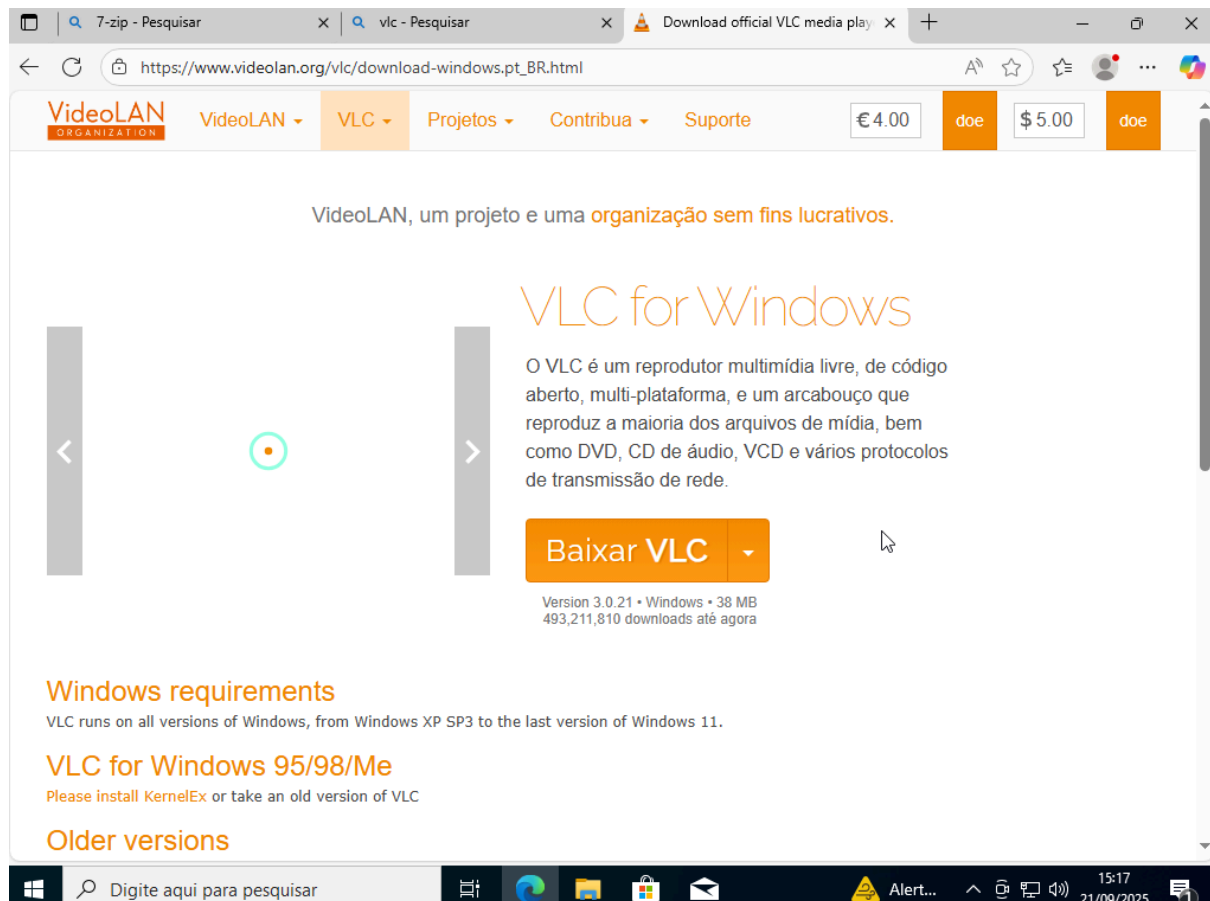 7-zip - Pesquisar
vlc - Pesquisar
Download official VLC media play
https://www.videolan.org/vlc/download-windows.pt_BR.html
VideoLAN
ORGANIZATION
VideoLAN
VLC
Projetos
Contribua
Suporte
€ 4.00
doe
$ 5.00
doe
VideoLAN, um projeto e uma organização sem fins lucrativos.
VLC for Windows
O VLC é um reprodutor multimídia livre, de código
aberto, multi-plataforma, e um arcabouço que
reproduz a maioria dos arquivos de mídia, bem
como DVD, CD de áudio, VCD e vários protocolos
de transmissão de rede.
Baixar VLC
Version 3.0.21 • Windows • 38 MB
493,211,810 downloads até agora
Windows requirements
VLC runs on all versions of Windows, from Windows XP SP3 to the last version of Windows 11.
VLC for Windows 95/98/Me
Please install KernelEx or take an old version of VLC
Older versions
Digite aqui para pesquisar
Alert...
15:17
21/09/2025
1